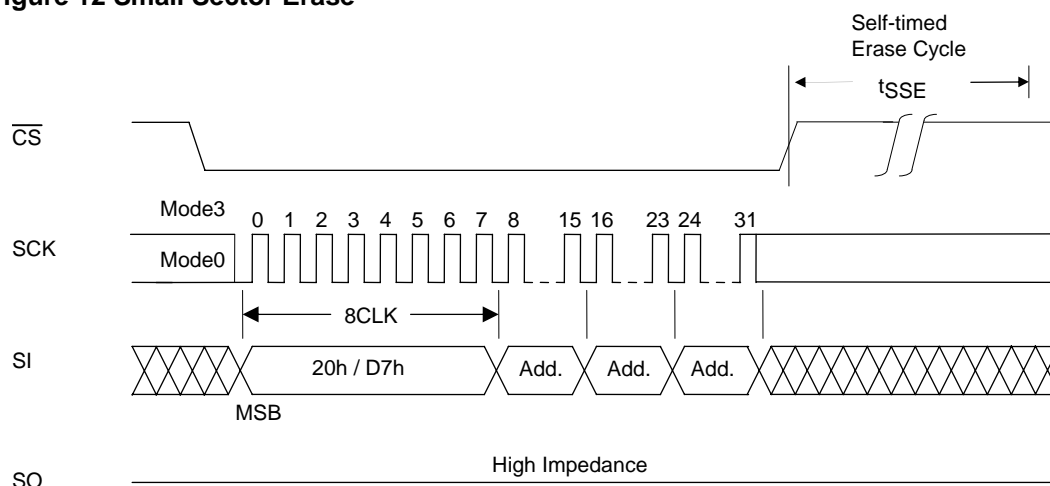 Figure 12 Small Sector Erase
Self-timed
Erase Cycle
tSSE
CS
Mode3
0 1 2 3 4 5 6 7 8 15 16 23 24 31
SCK
Mode0
8CLK
SI
20h / D7h Add. Add. Add.
MSB
High Impedance
SO